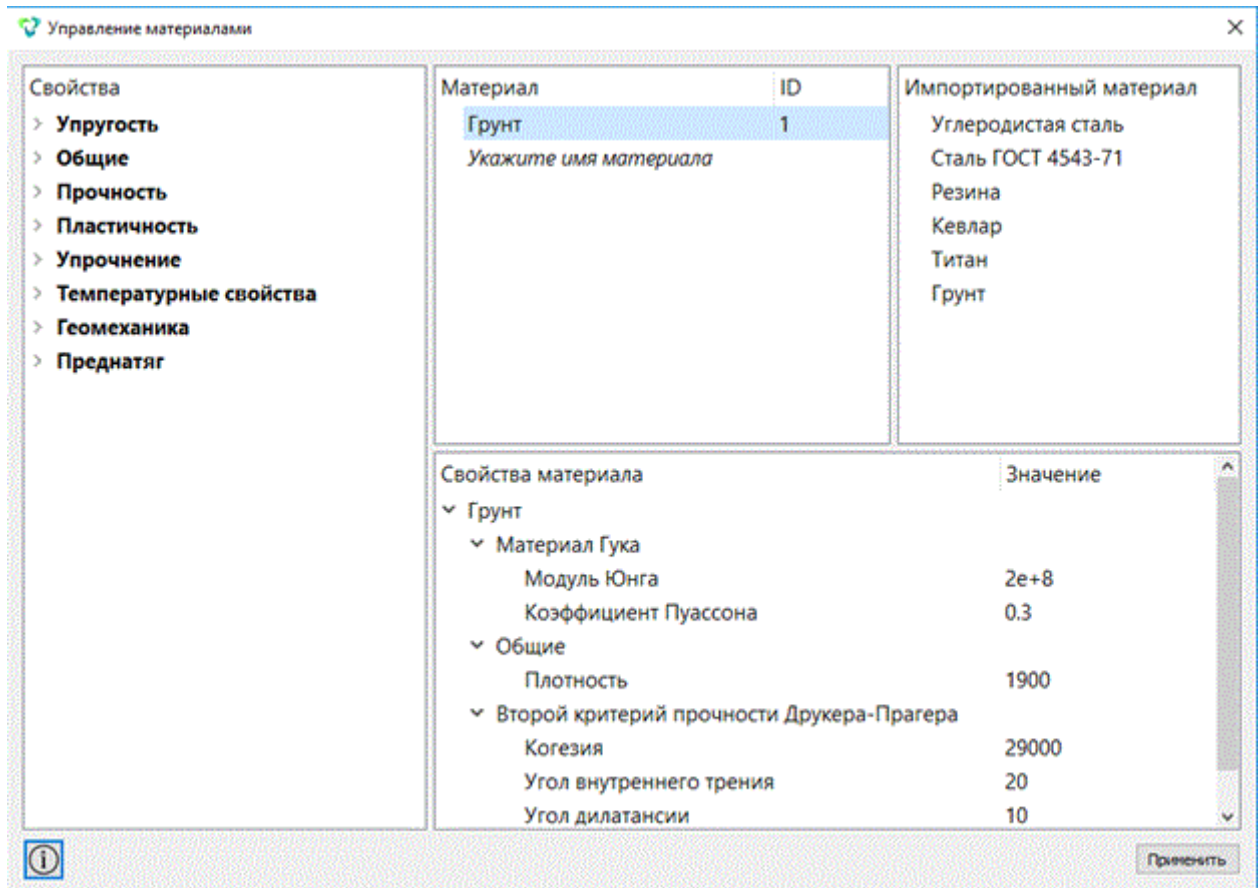 Управление материалами
Свойства
Упругость
Общие
Прочность
Пластичность
Упрочнение
Температурные свойства
Геомеханика
Преднатяг
Материал ID
Грунт 1
Укажите имя материала
Импортированный материал
Углеродистая сталь
Сталь ГОСТ 4543-71
Резина
Кевлар
Титан
Грунт
Свойства материала Значение
Грунт
Материал Гука
Модуль Юнга 2e+8
Коэффициент Пуассона 0.3
Общие
Плотность 1900
Второй критерий прочности Друкера-Прагера
Когезия 29000
Угол внутреннего трения 20
Угол дилатансии 10
Применить